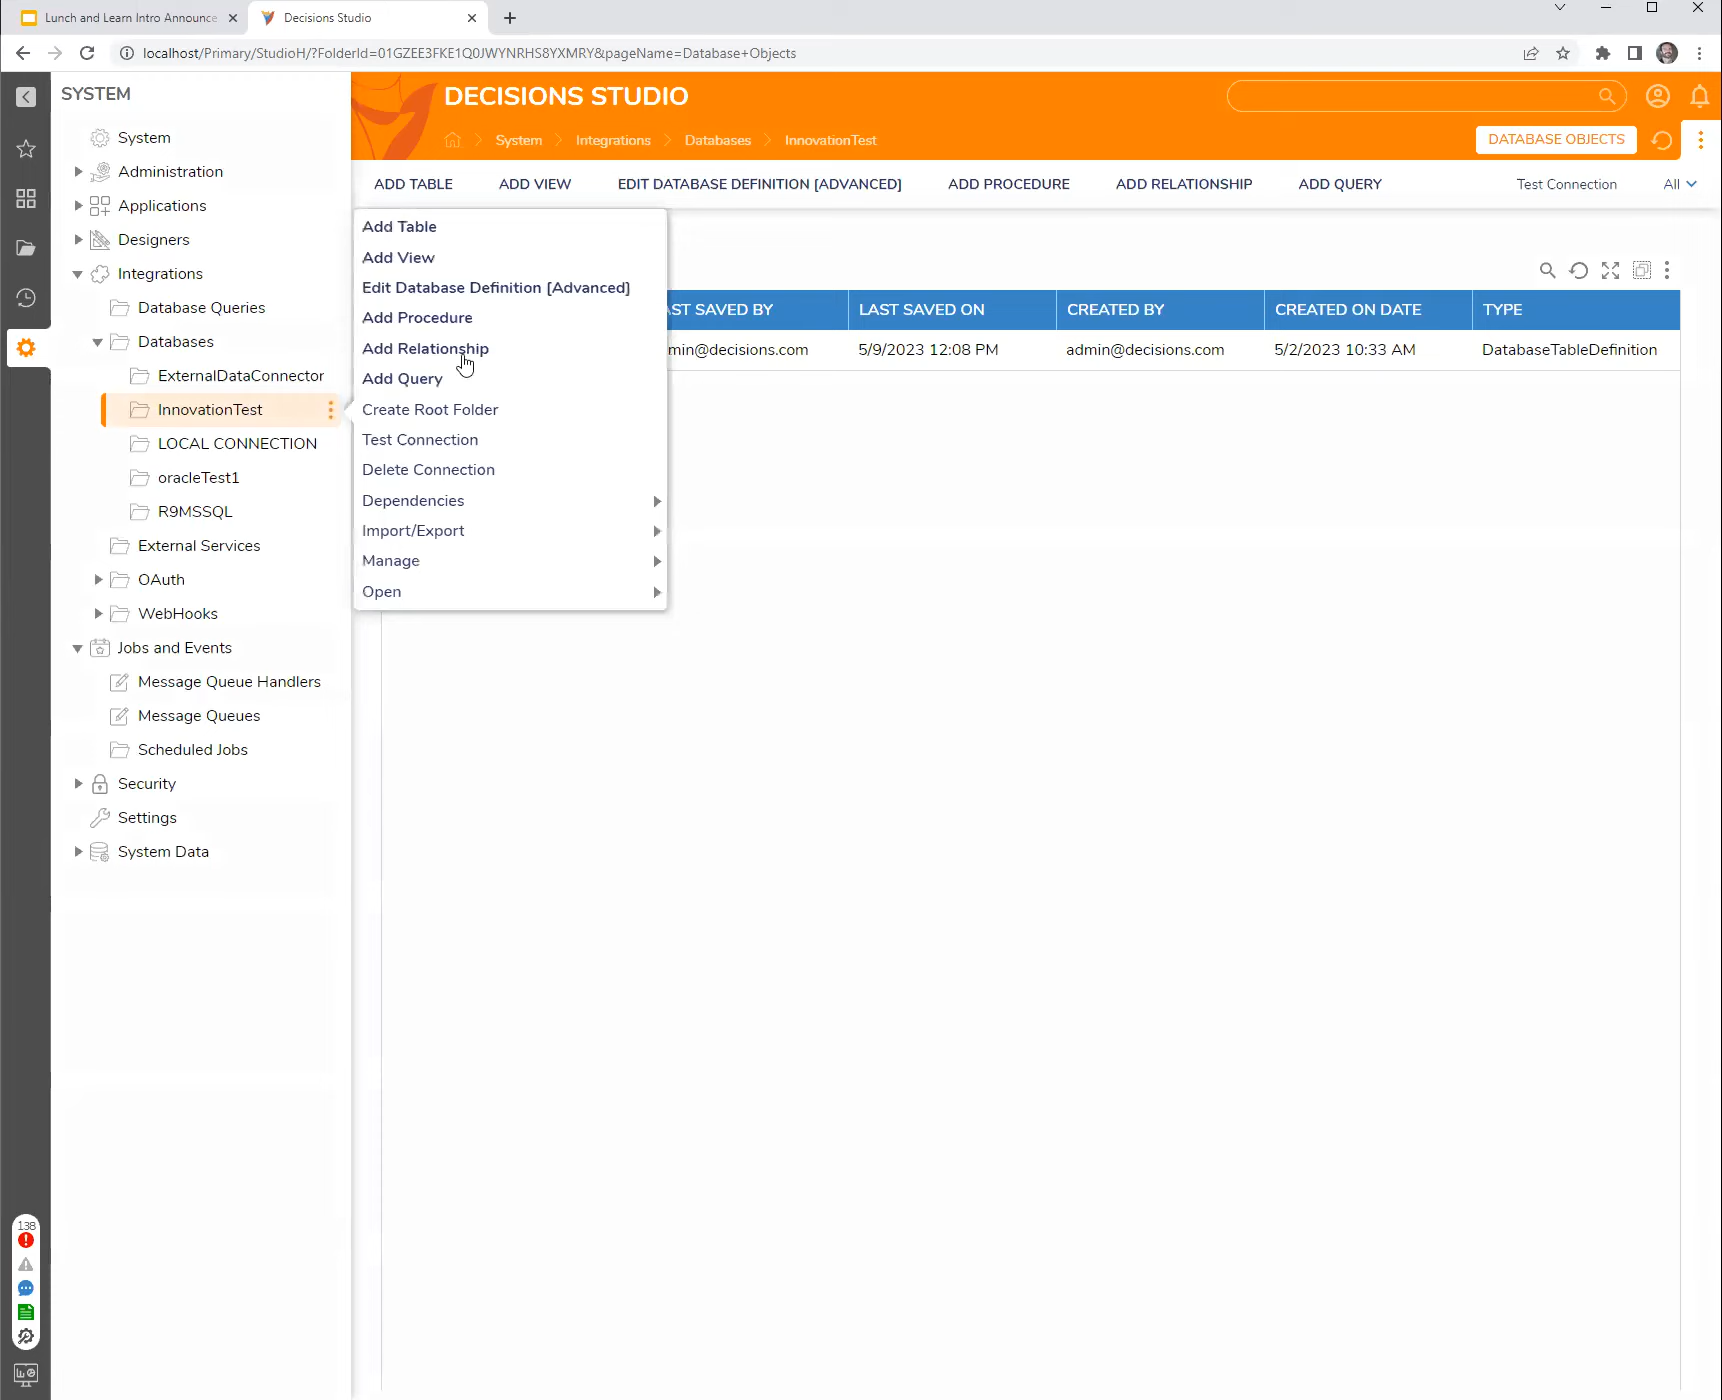 Lunch and Learn Intro Announce
Decisions Studio
localhost/Primary/StudioH/?FolderId=01GZEE3FKE1Q0JWYNRHS8YXMRY&pageName=Database+Objects
SYSTEM
System
Administration
Applications
Designers
Integrations
Database Queries
Databases
ExternalDataConnector
InnovationTest
LOCAL CONNECTION
oracleTest1
R9MSSQL
External Services
OAuth
WebHooks
Jobs and Events
Message Queue Handlers
Message Queues
Scheduled Jobs
Security
Settings
System Data
138
DECISIONS STUDIO
System Integrations Databases InnovationTest
DATABASE OBJECTS
ADD TABLE ADD VIEW EDIT DATABASE DEFINITION [ADVANCED] ADD PROCEDURE ADD RELATIONSHIP ADD QUERY Test Connection All
Add Table
Add View
Edit Database Definition [Advanced]
Add Procedure
Add Relationship
Add Query
Create Root Folder
Test Connection
Delete Connection
Dependencies
Import/Export
Manage
Open
AST SAVED BY LAST SAVED ON CREATED BY CREATED ON DATE TYPE
min@decisions.com 5/9/2023 12:08 PM admin@decisions.com 5/2/2023 10:33 AM DatabaseTableDefinition